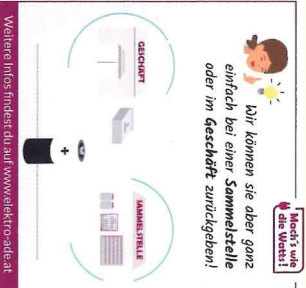 Mach's wie
die Watts!
Wir können sie aber ganz
einfach bei einer Sammelstelle
oder im Geschäft zurückgeben!
GESCHÄFT
SAMMELSTELLE
+
Weitere Infos findest du auf www.elektro-ade.at